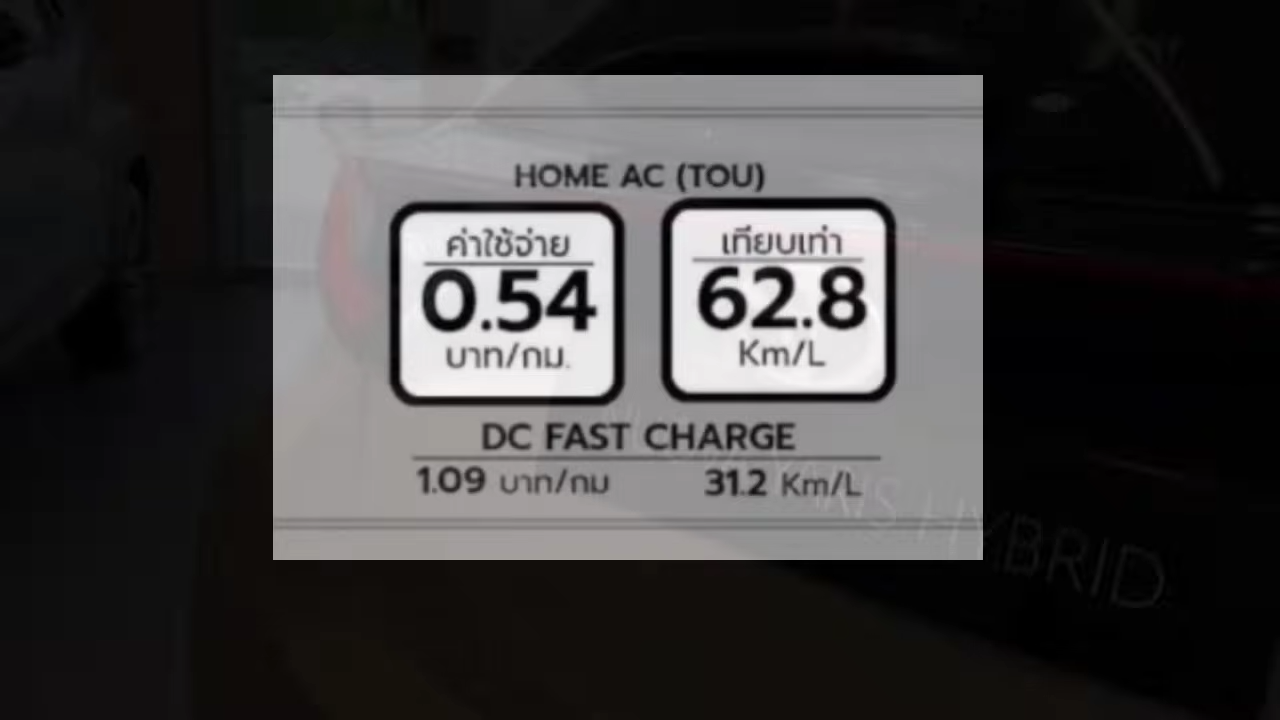 HOME AC (TOU)
ค่าใช้จ่าย
0.54
บาท/กม.
เทียบเท่า
62.8
Km/L
DC FAST CHARGE
1.09 บาท/กม 31.2 Km/L
YARIS HYBRID